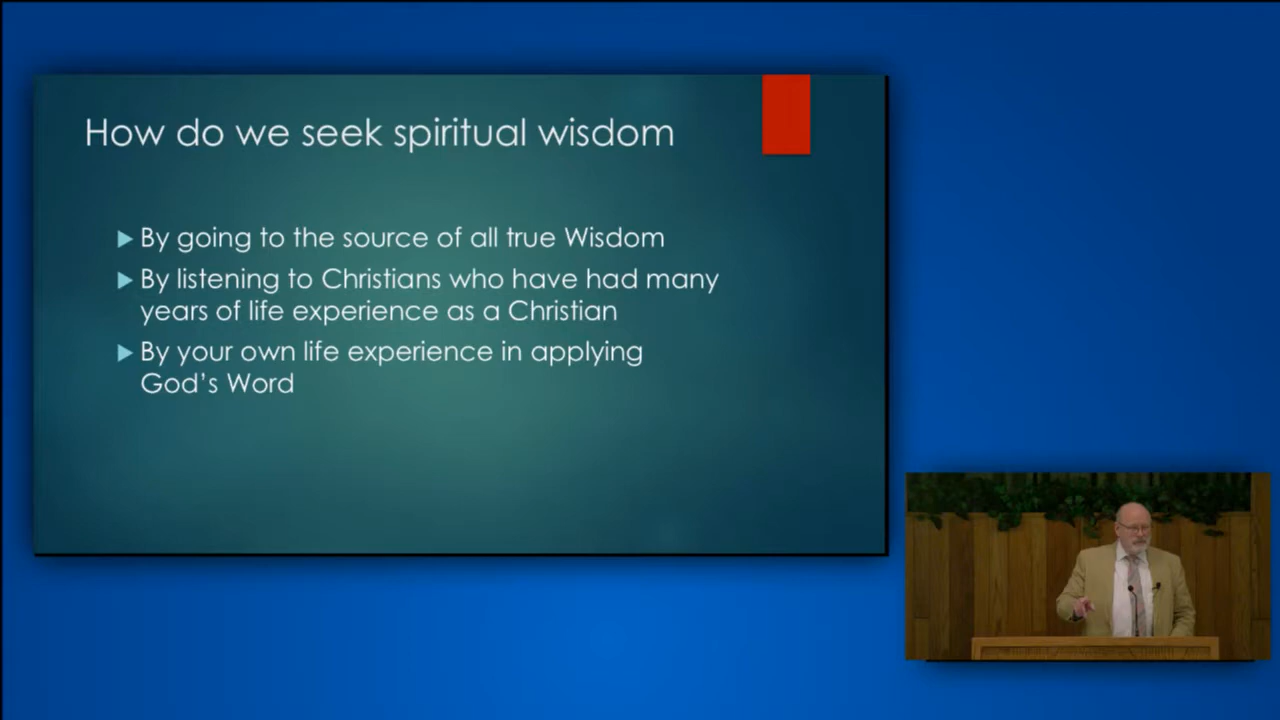 How do we seek spiritual wisdom
By going to the source of all true Wisdom
By listening to Christians who have had many
years of life experience as a Christian
By your own life experience in applying
God's Word